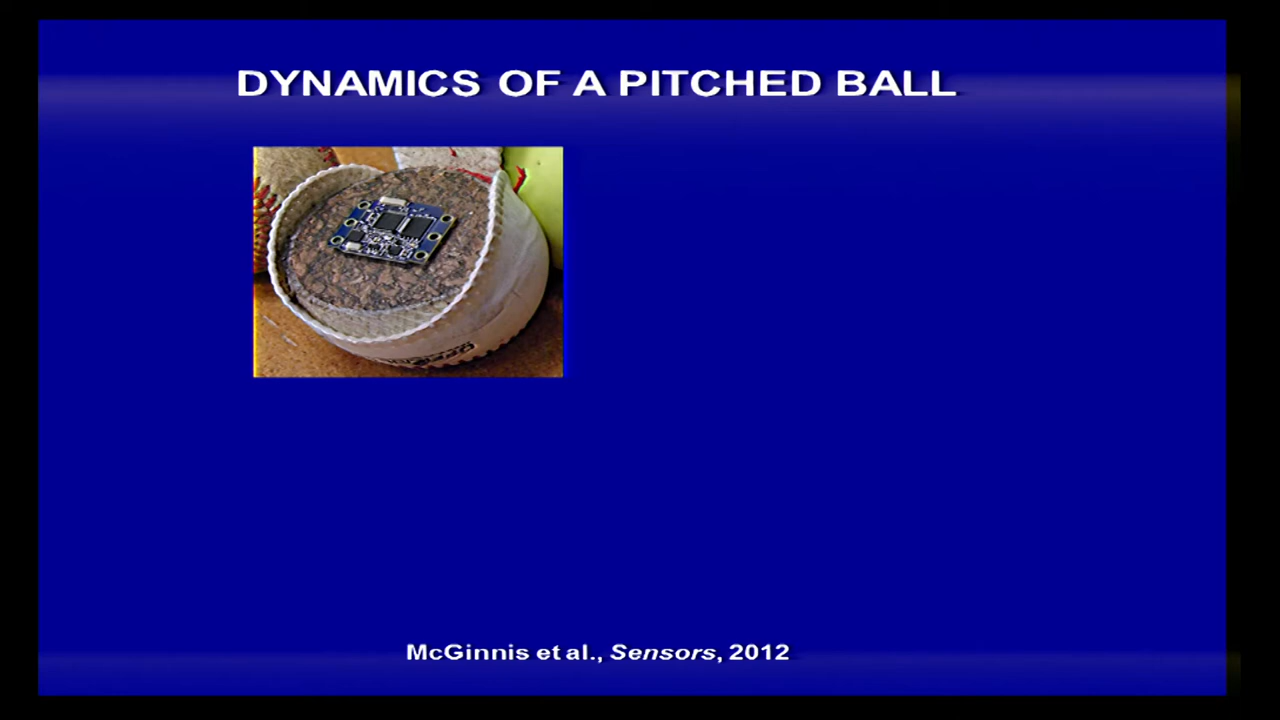 DYNAMICS OF A PITCHED BALL
McGinnis et al., Sensors, 2012